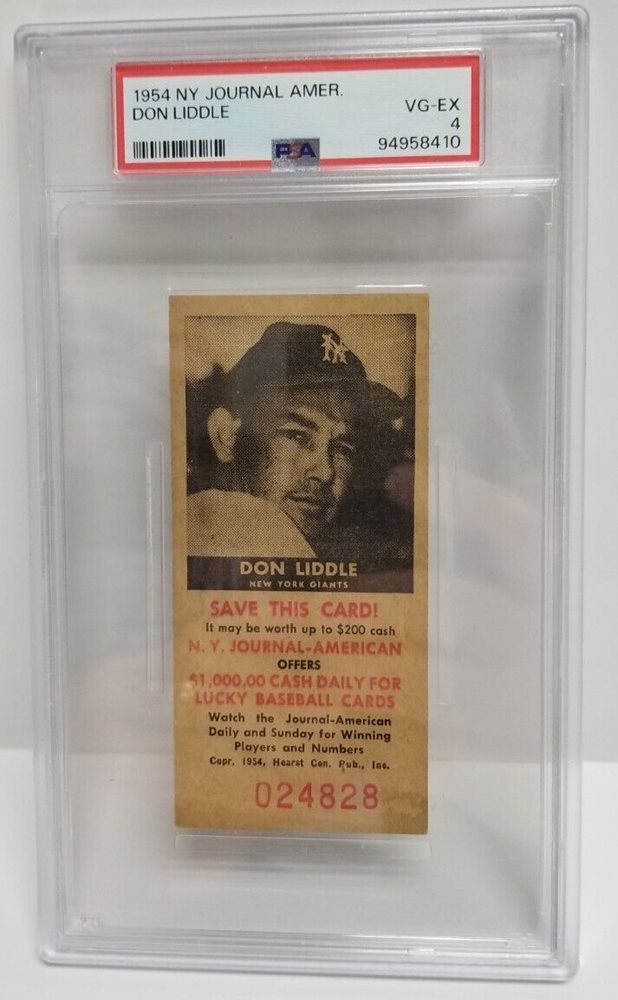 1954 NY JOURNAL AMER.
DON LIDDLE
VG-EX
4
PSA
94958410
NY
DON LIDDLE
NEW YORK GIANTS
SAVE THIS CARD!
It may be worth up to $200 cash
N. Y. JOURNAL-AMERICAN
OFFERS
$1,000.00 CASH DAILY FOR
LUCKY BASEBALL CARDS
Watch the Journal-American
Daily and Sunday for Winning
Players and Numbers
Copr. 1954, Hearst Con. Pub., Inc.
024828